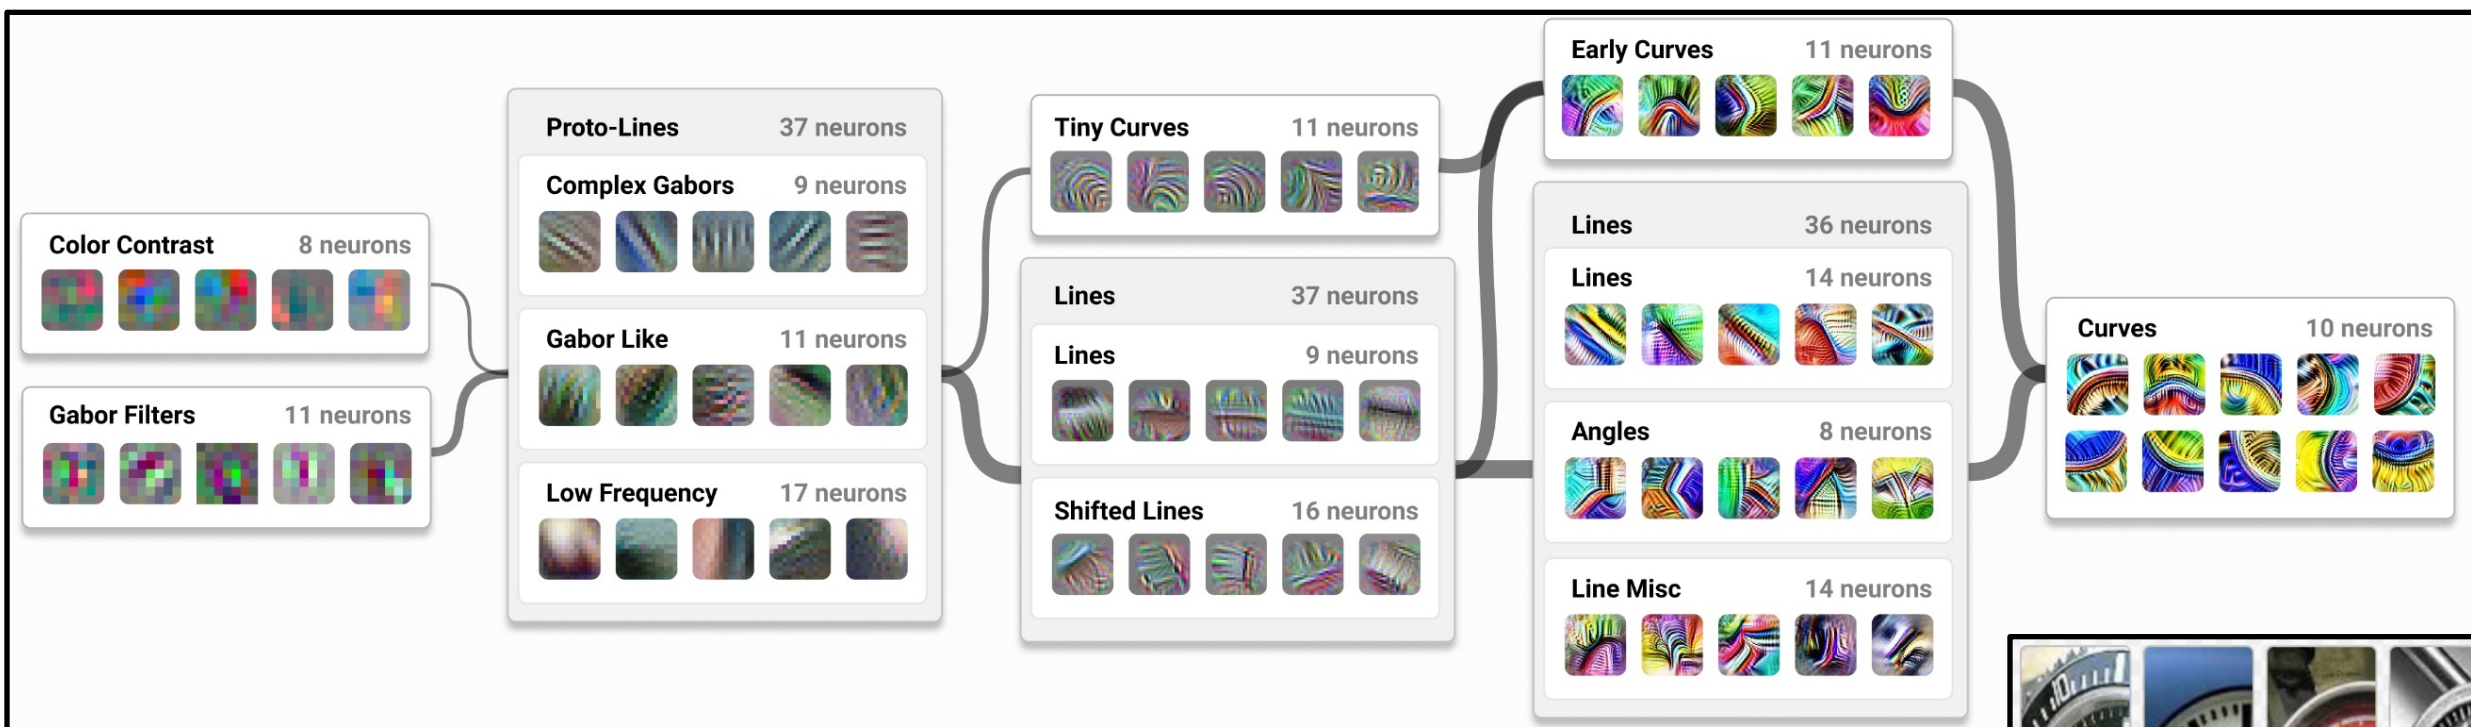 Color Contrast 8 neurons
Gabor Filters 11 neurons
Proto-Lines 37 neurons
Complex Gabors 9 neurons
Gabor Like 11 neurons
Low Frequency 17 neurons
Tiny Curves 11 neurons
Lines 37 neurons
Lines 9 neurons
Shifted Lines 16 neurons
Early Curves 11 neurons
Lines 36 neurons
Lines 14 neurons
Angles 8 neurons
Line Misc 14 neurons
Curves 10 neurons
10